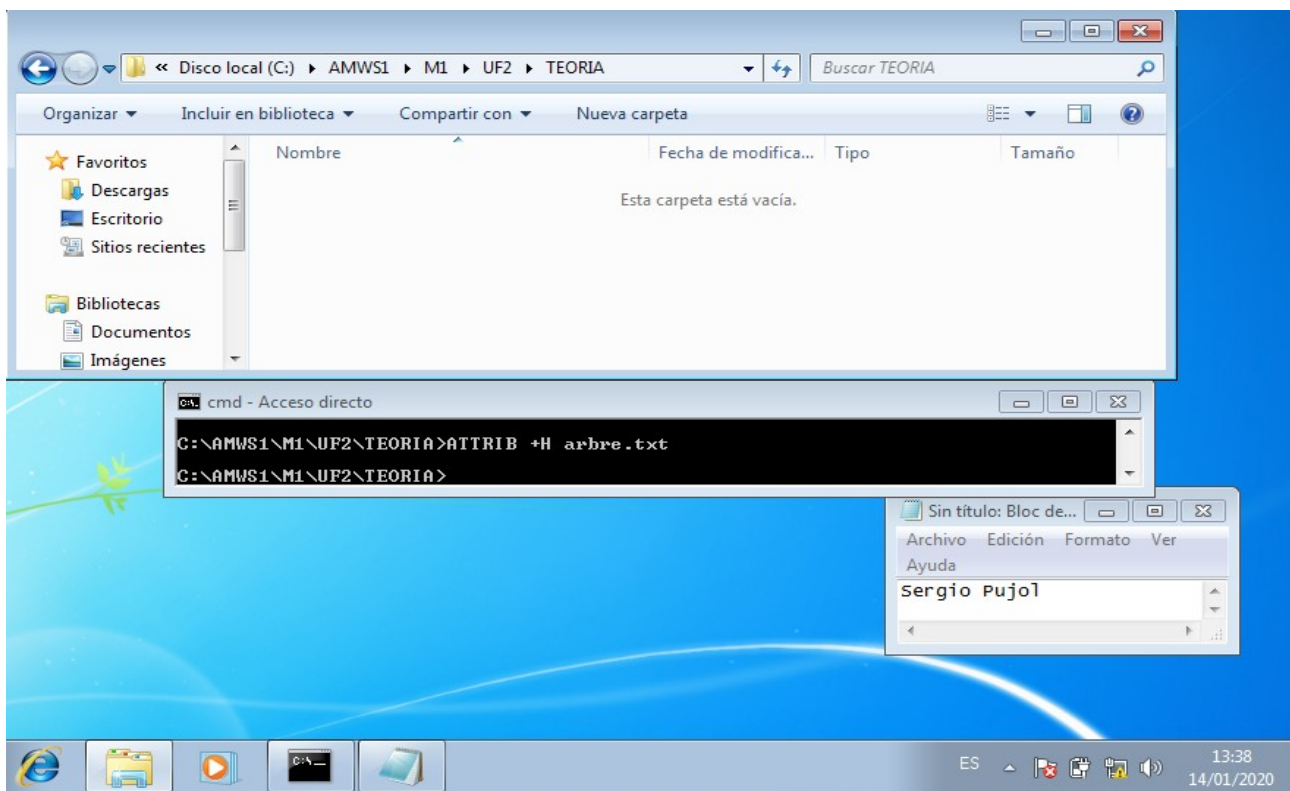 « Disco local (C:) ▸ AMWS1 ▸ M1 ▸ UF2 ▸ TEORIA
Buscar TEORIA
Organizar Incluir en biblioteca Compartir con Nueva carpeta
Favoritos
Descargas
Escritorio
Sitios recientes
Bibliotecas
Documentos
Imágenes
Nombre Fecha de modifica... Tipo Tamaño
Esta carpeta está vacía.
cmd - Acceso directo
C:\AMWS1\M1\UF2\TEORIA>ATTRIB +H arbre.txt
C:\AMWS1\M1\UF2\TEORIA>
Sin título: Bloc de...
Archivo Edición Formato Ver
Ayuda
Sergio Pujol
ES
13:38
14/01/2020